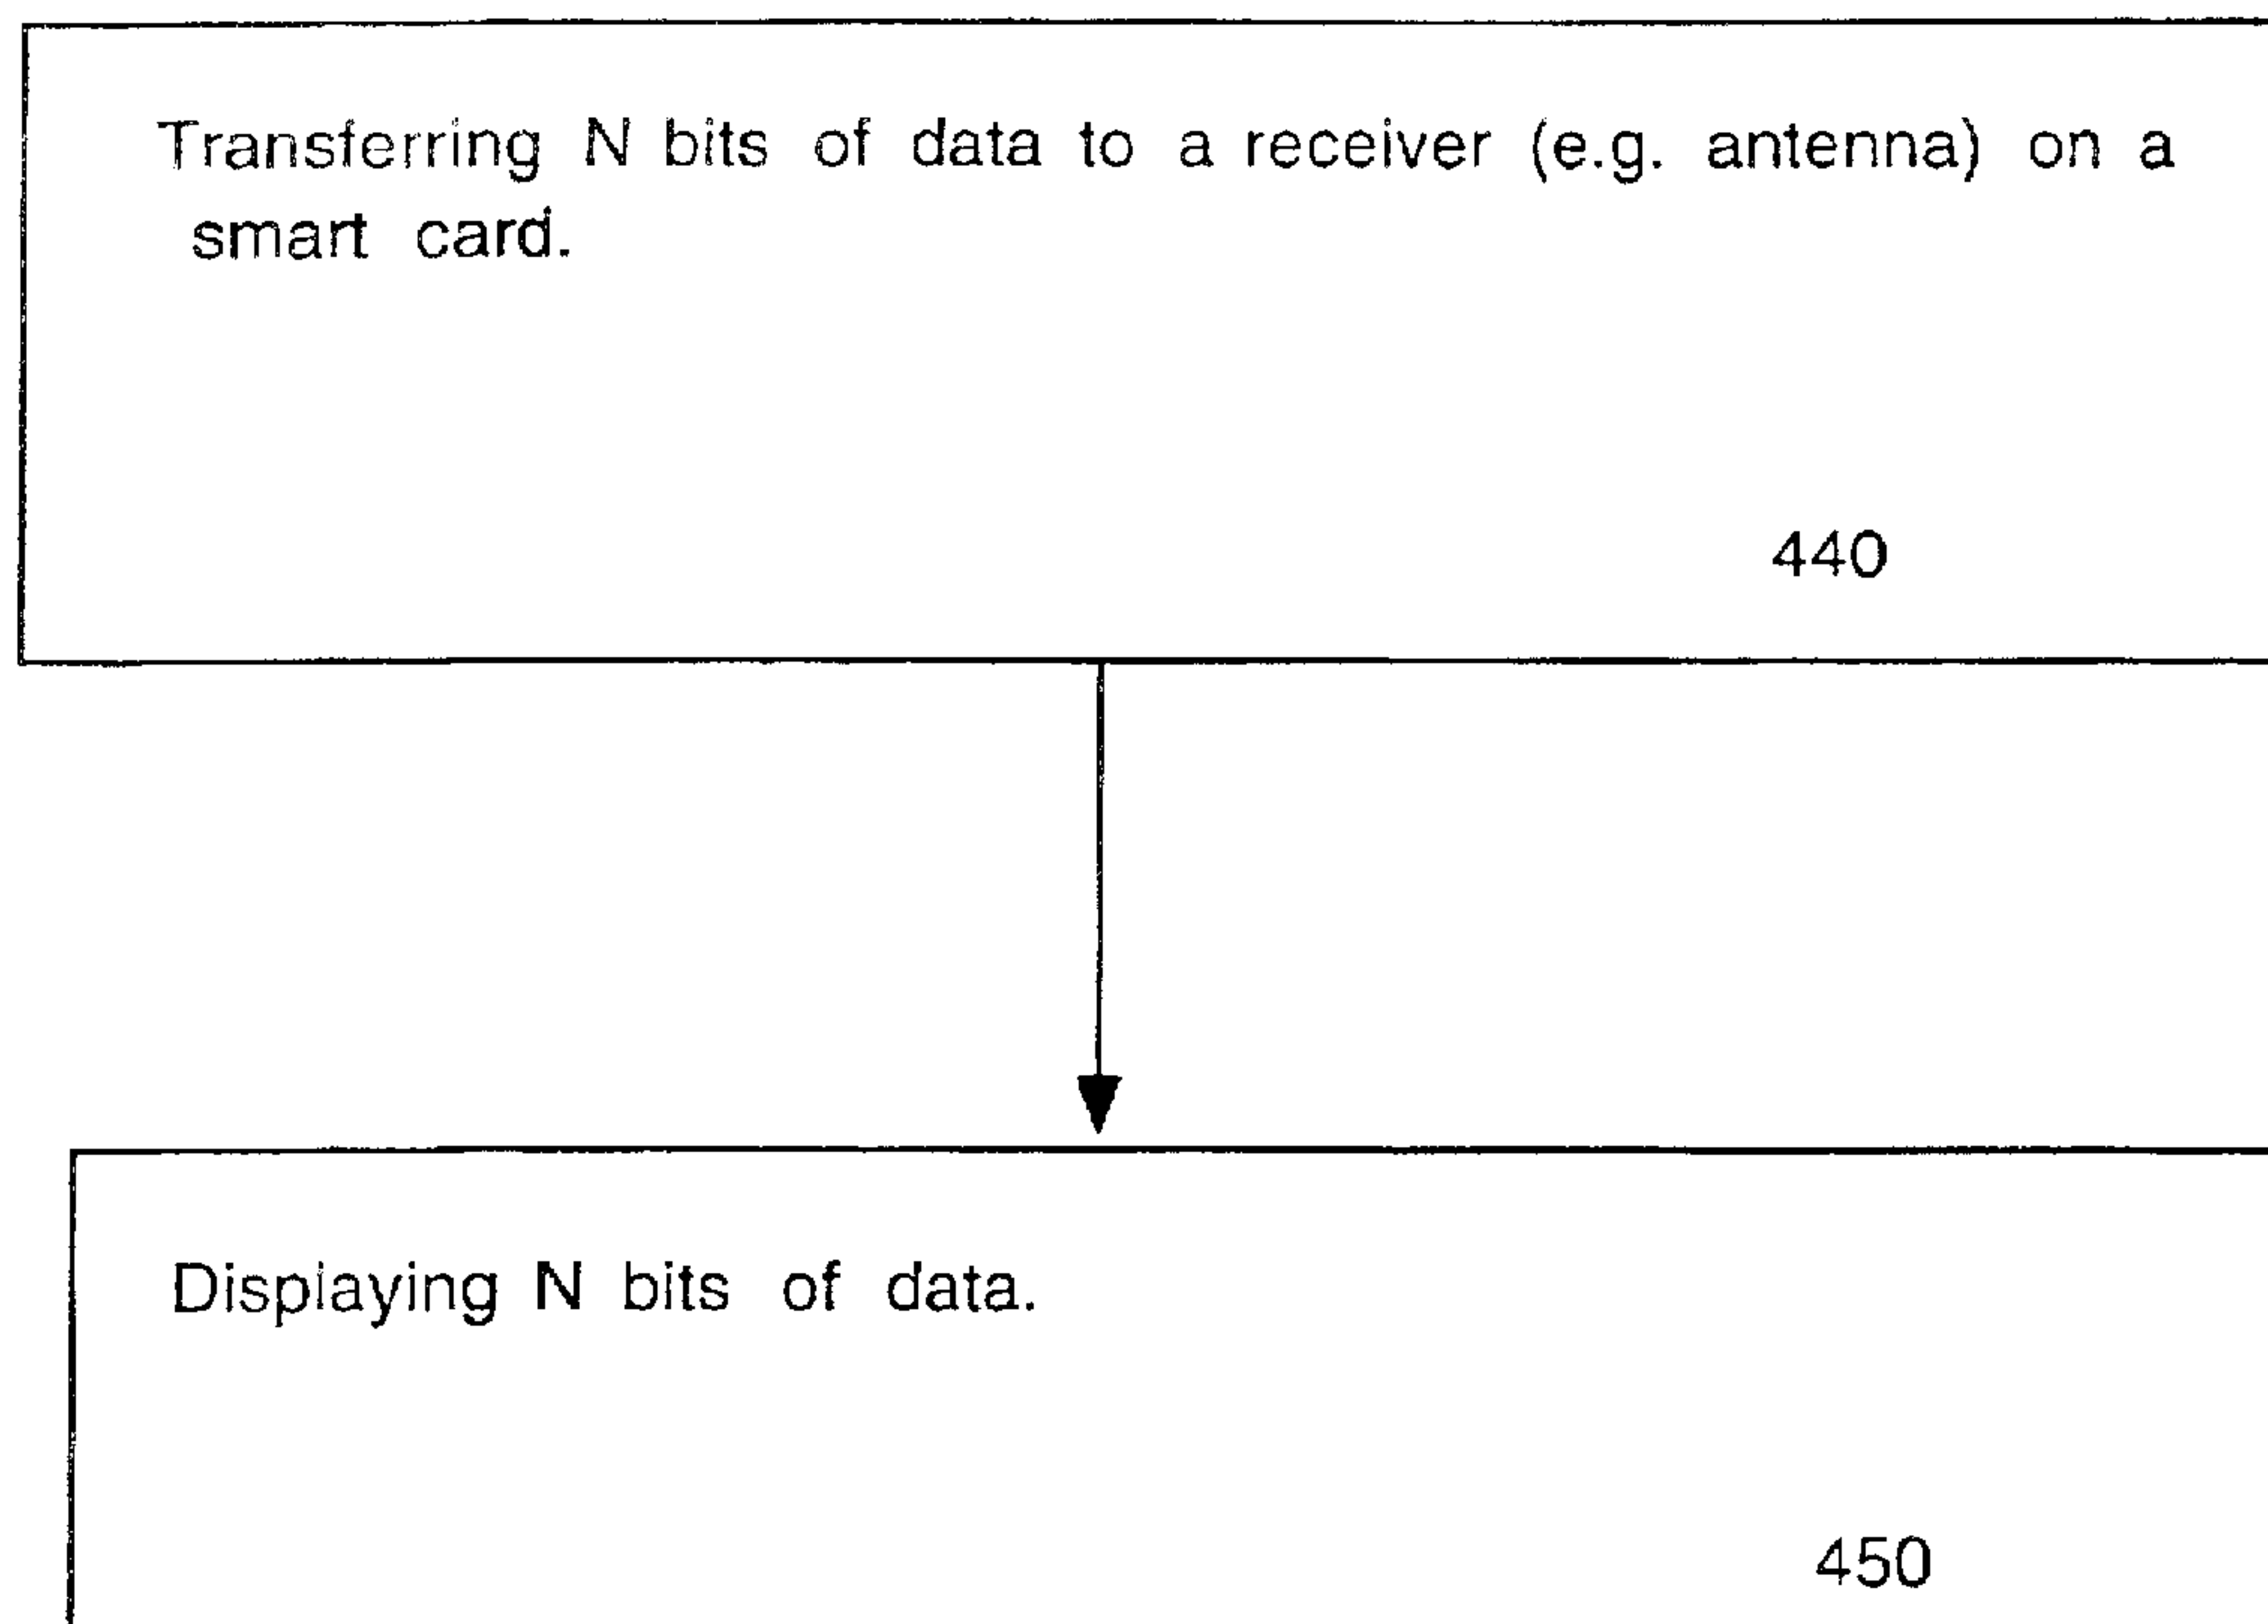 Transferring N bits of data to a receiver (e.g. antenna) on a
smart card.
440
Displaying N bits of data.
450